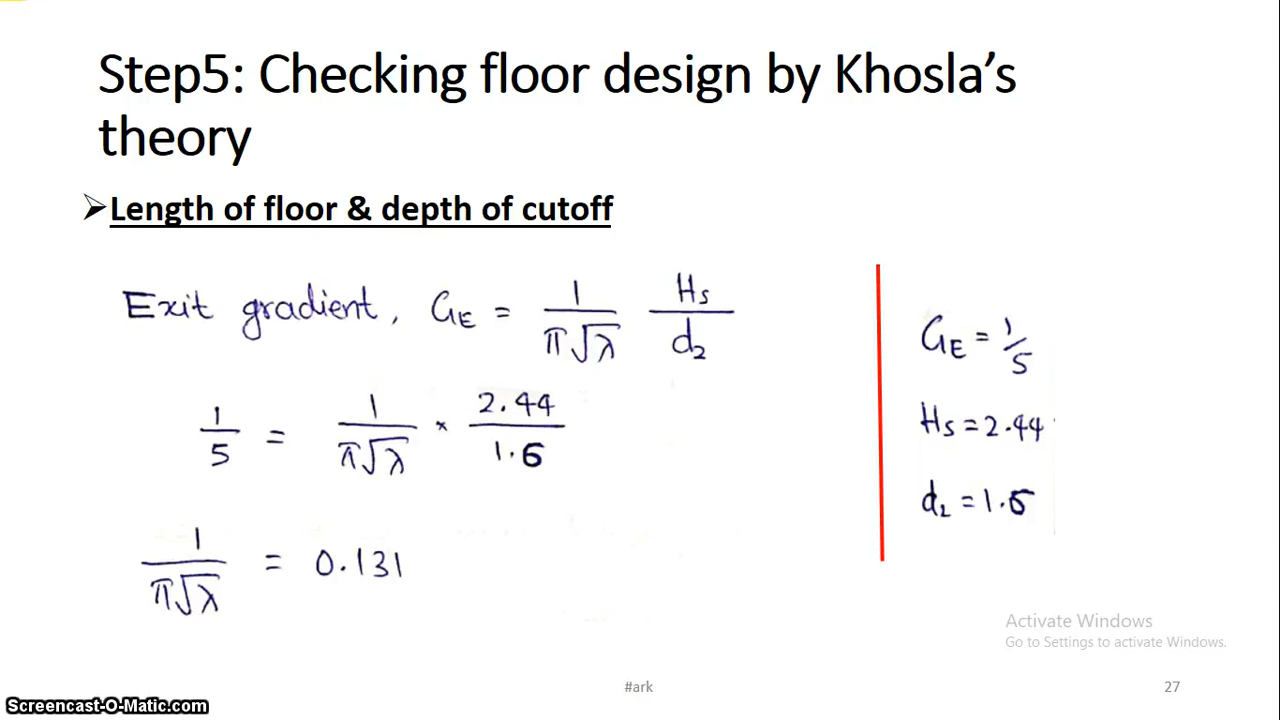 Step5: Checking floor design by Khosla's
theory
➢Length of floor & depth of cutoff
Exit gradient, GE = 1/(π√λ) Hs/d2
1/5 = 1/(π√λ) * 2.44/1.6
1/(π√λ) = 0.131
GE = 1/5
Hs = 2.44
d2 = 1.6
Activate Windows
Go to Settings to activate Windows.
#ark
27
Screencast-O-Matic.com